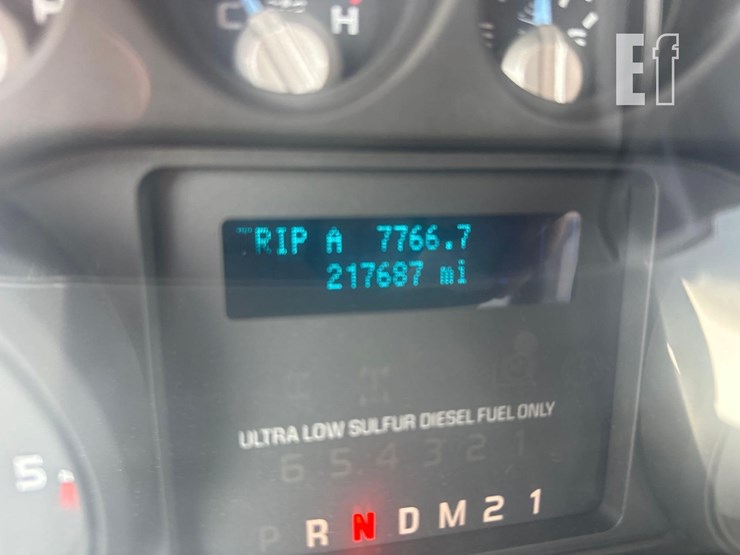 P
C H
Ef
TRIP A 7766.7
217687 mi
ULTRA LOW SULFUR DIESEL FUEL ONLY
6 5 4 3 2 1
5
P R N D M 2 1